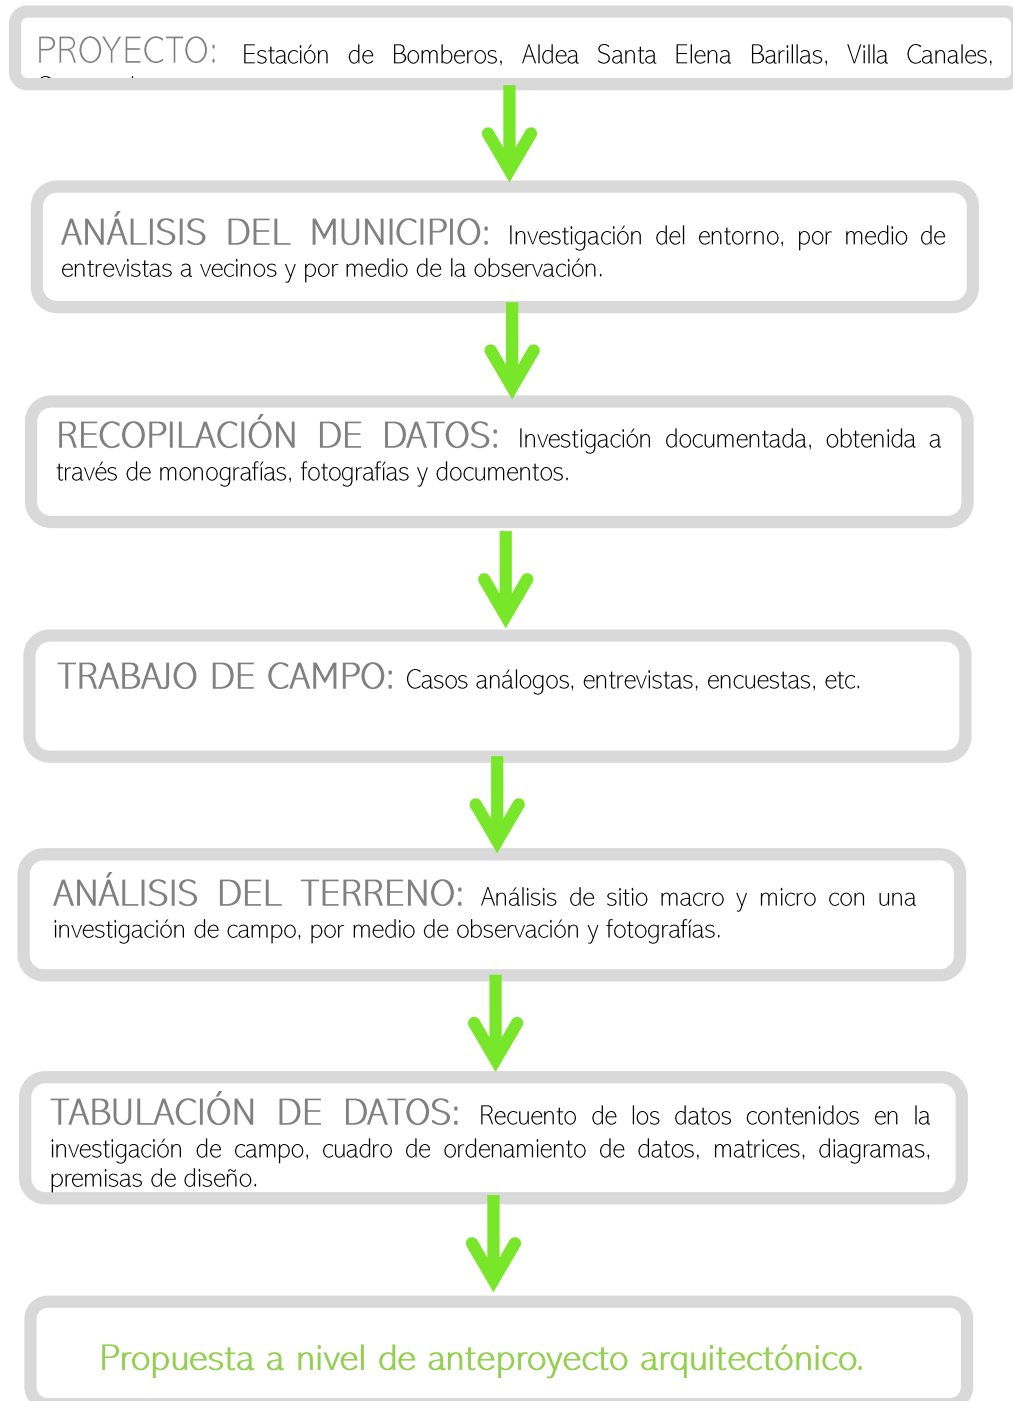 PROYECTO: Estación de Bomberos, Aldea Santa Elena Barillas, Villa Canales,
ANÁLISIS DEL MUNICIPIO: Investigación del entorno, por medio de
entrevistas a vecinos y por medio de la observación.
RECOPILACIÓN DE DATOS: Investigación documentada, obtenida a
través de monografías, fotografías y documentos.
TRABAJO DE CAMPO: Casos análogos, entrevistas, encuestas, etc.
ANÁLISIS DEL TERRENO: Análisis de sitio macro y micro con una
investigación de campo, por medio de observación y fotografías.
TABULACIÓN DE DATOS: Recuento de los datos contenidos en la
investigación de campo, cuadro de ordenamiento de datos, matrices, diagramas,
premisas de diseño.
Propuesta a nivel de anteproyecto arquitectónico.